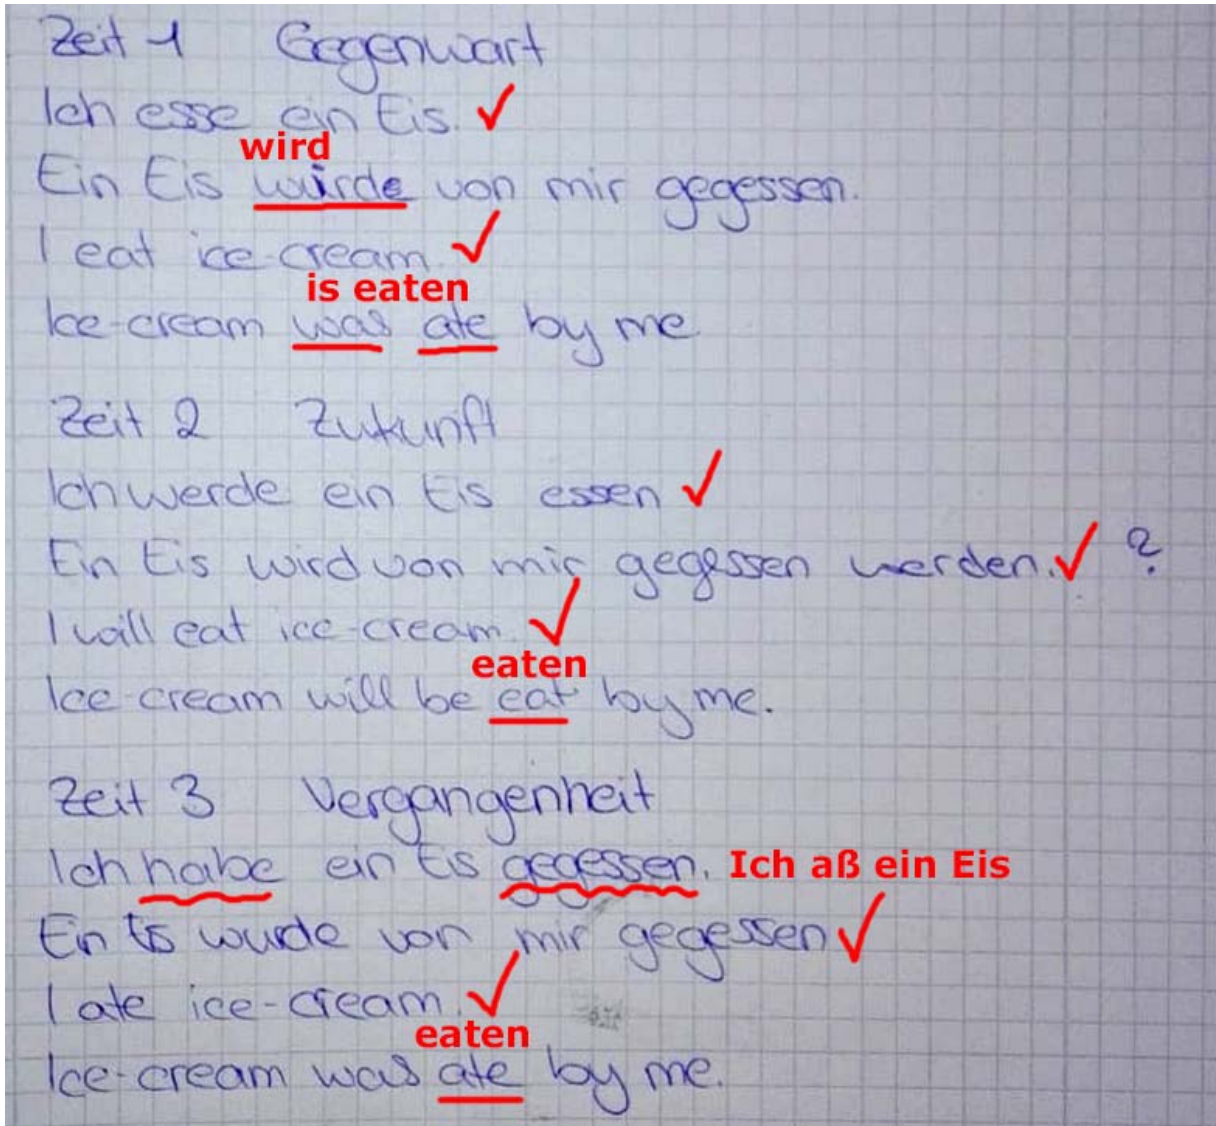 Zeit 1 Gegenwart
Ich esse ein Eis. ✓
wird
Ein Eis würde von mir gegessen.
I eat ice-cream. ✓
is eaten
Ice-cream was ate by me
Zeit 2 Zukunft
Ich werde ein Eis essen ✓
Ein Eis wird von mir gegessen werden. ✓ ?
I will eat ice-cream. ✓
eaten
Ice-cream will be eat by me.
Zeit 3 Vergangenheit
Ich habe ein Eis gegessen. Ich aß ein Eis
Ein Eis wurde von mir gegessen ✓
I ate ice-cream. ✓
eaten
Ice-cream was ate by me.